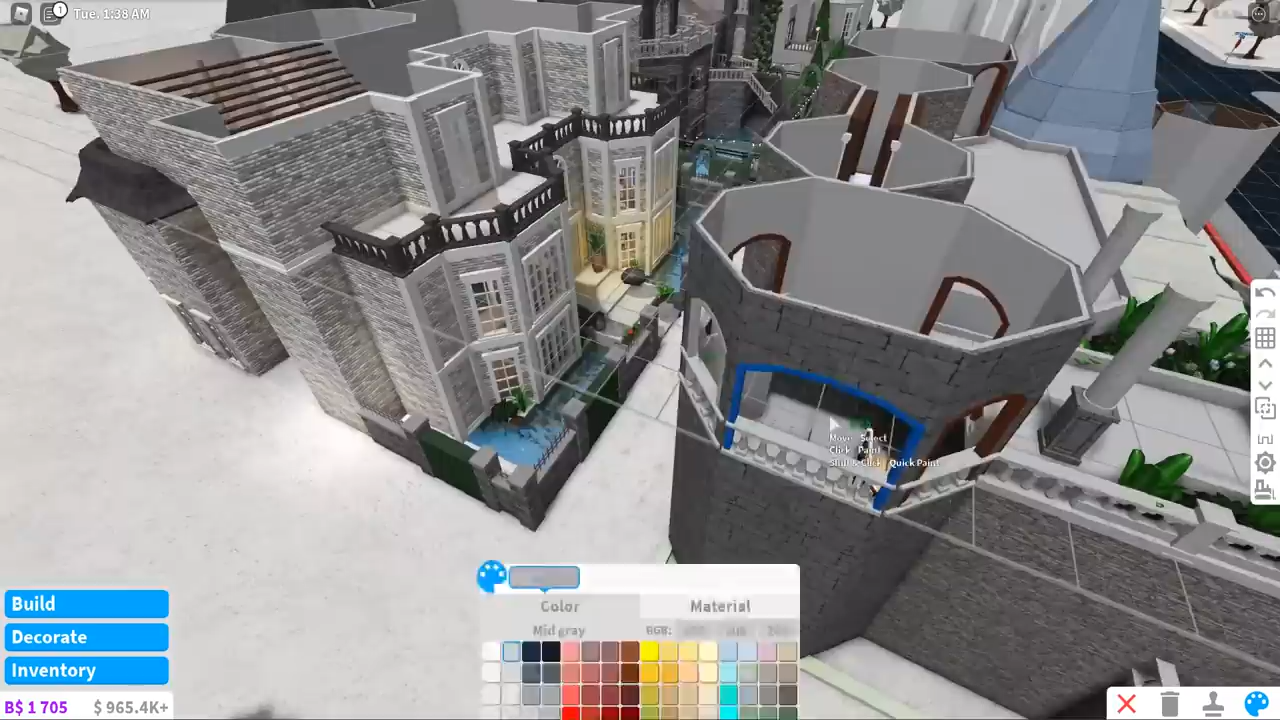 1
Tue. 1:38 AM
Move Select
Click Paint
Shift & Click Quick Paint
Build
Decorate
Inventory
B$ 1 705 $ 965.4K+
Color
Material
Mid gray
RGB: